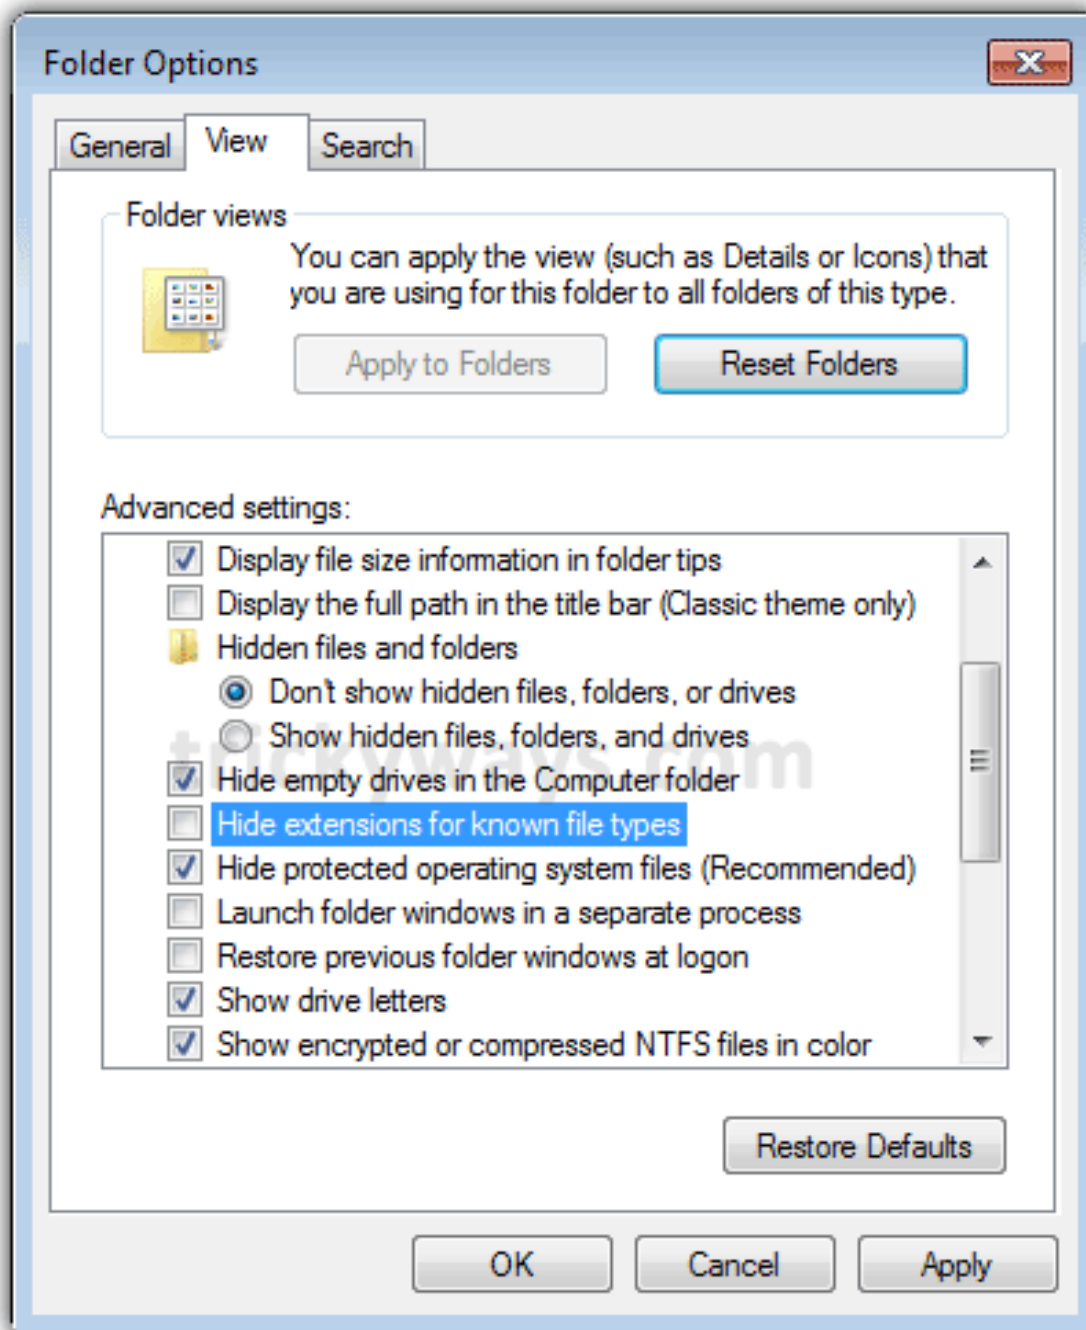 Folder Options
General View Search
Folder views
You can apply the view (such as Details or Icons) that
you are using for this folder to all folders of this type.
Apply to Folders Reset Folders
Advanced settings:
Display file size information in folder tips
Display the full path in the title bar (Classic theme only)
Hidden files and folders
Don't show hidden files, folders, or drives
Show hidden files, folders, and drives
trickyways.com
Hide empty drives in the Computer folder
Hide extensions for known file types
Hide protected operating system files (Recommended)
Launch folder windows in a separate process
Restore previous folder windows at logon
Show drive letters
Show encrypted or compressed NTFS files in color
Restore Defaults
OK Cancel Apply